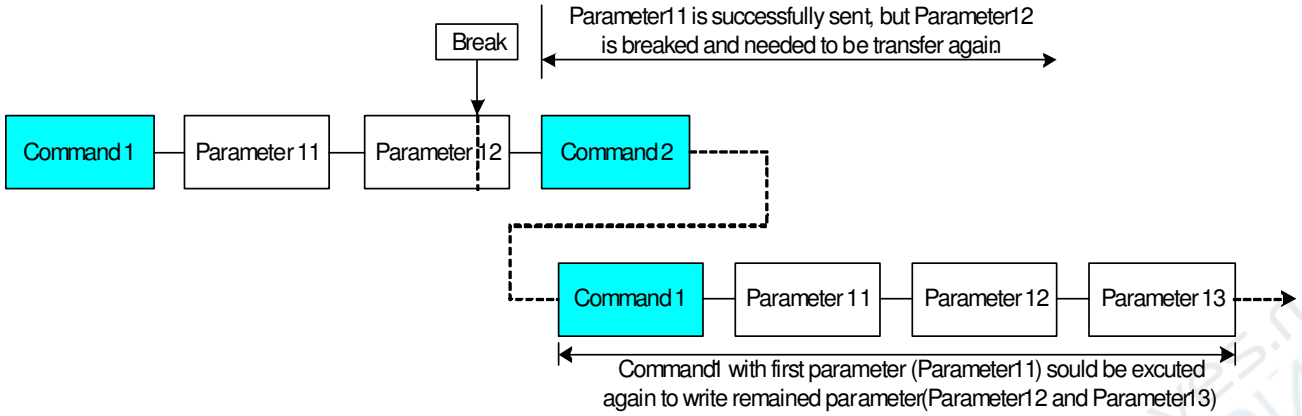 Parameter11 is successfully sent, but Parameter12
is breaked and needed to be transfer again.
Break
Command 1
Parameter 11
Parameter 12
Command 2
Command 1
Parameter 11
Parameter 12
Parameter 13
Command1 with first parameter (Parameter11) sould be excuted
again to write remained parameter(Parameter12 and Parameter13)